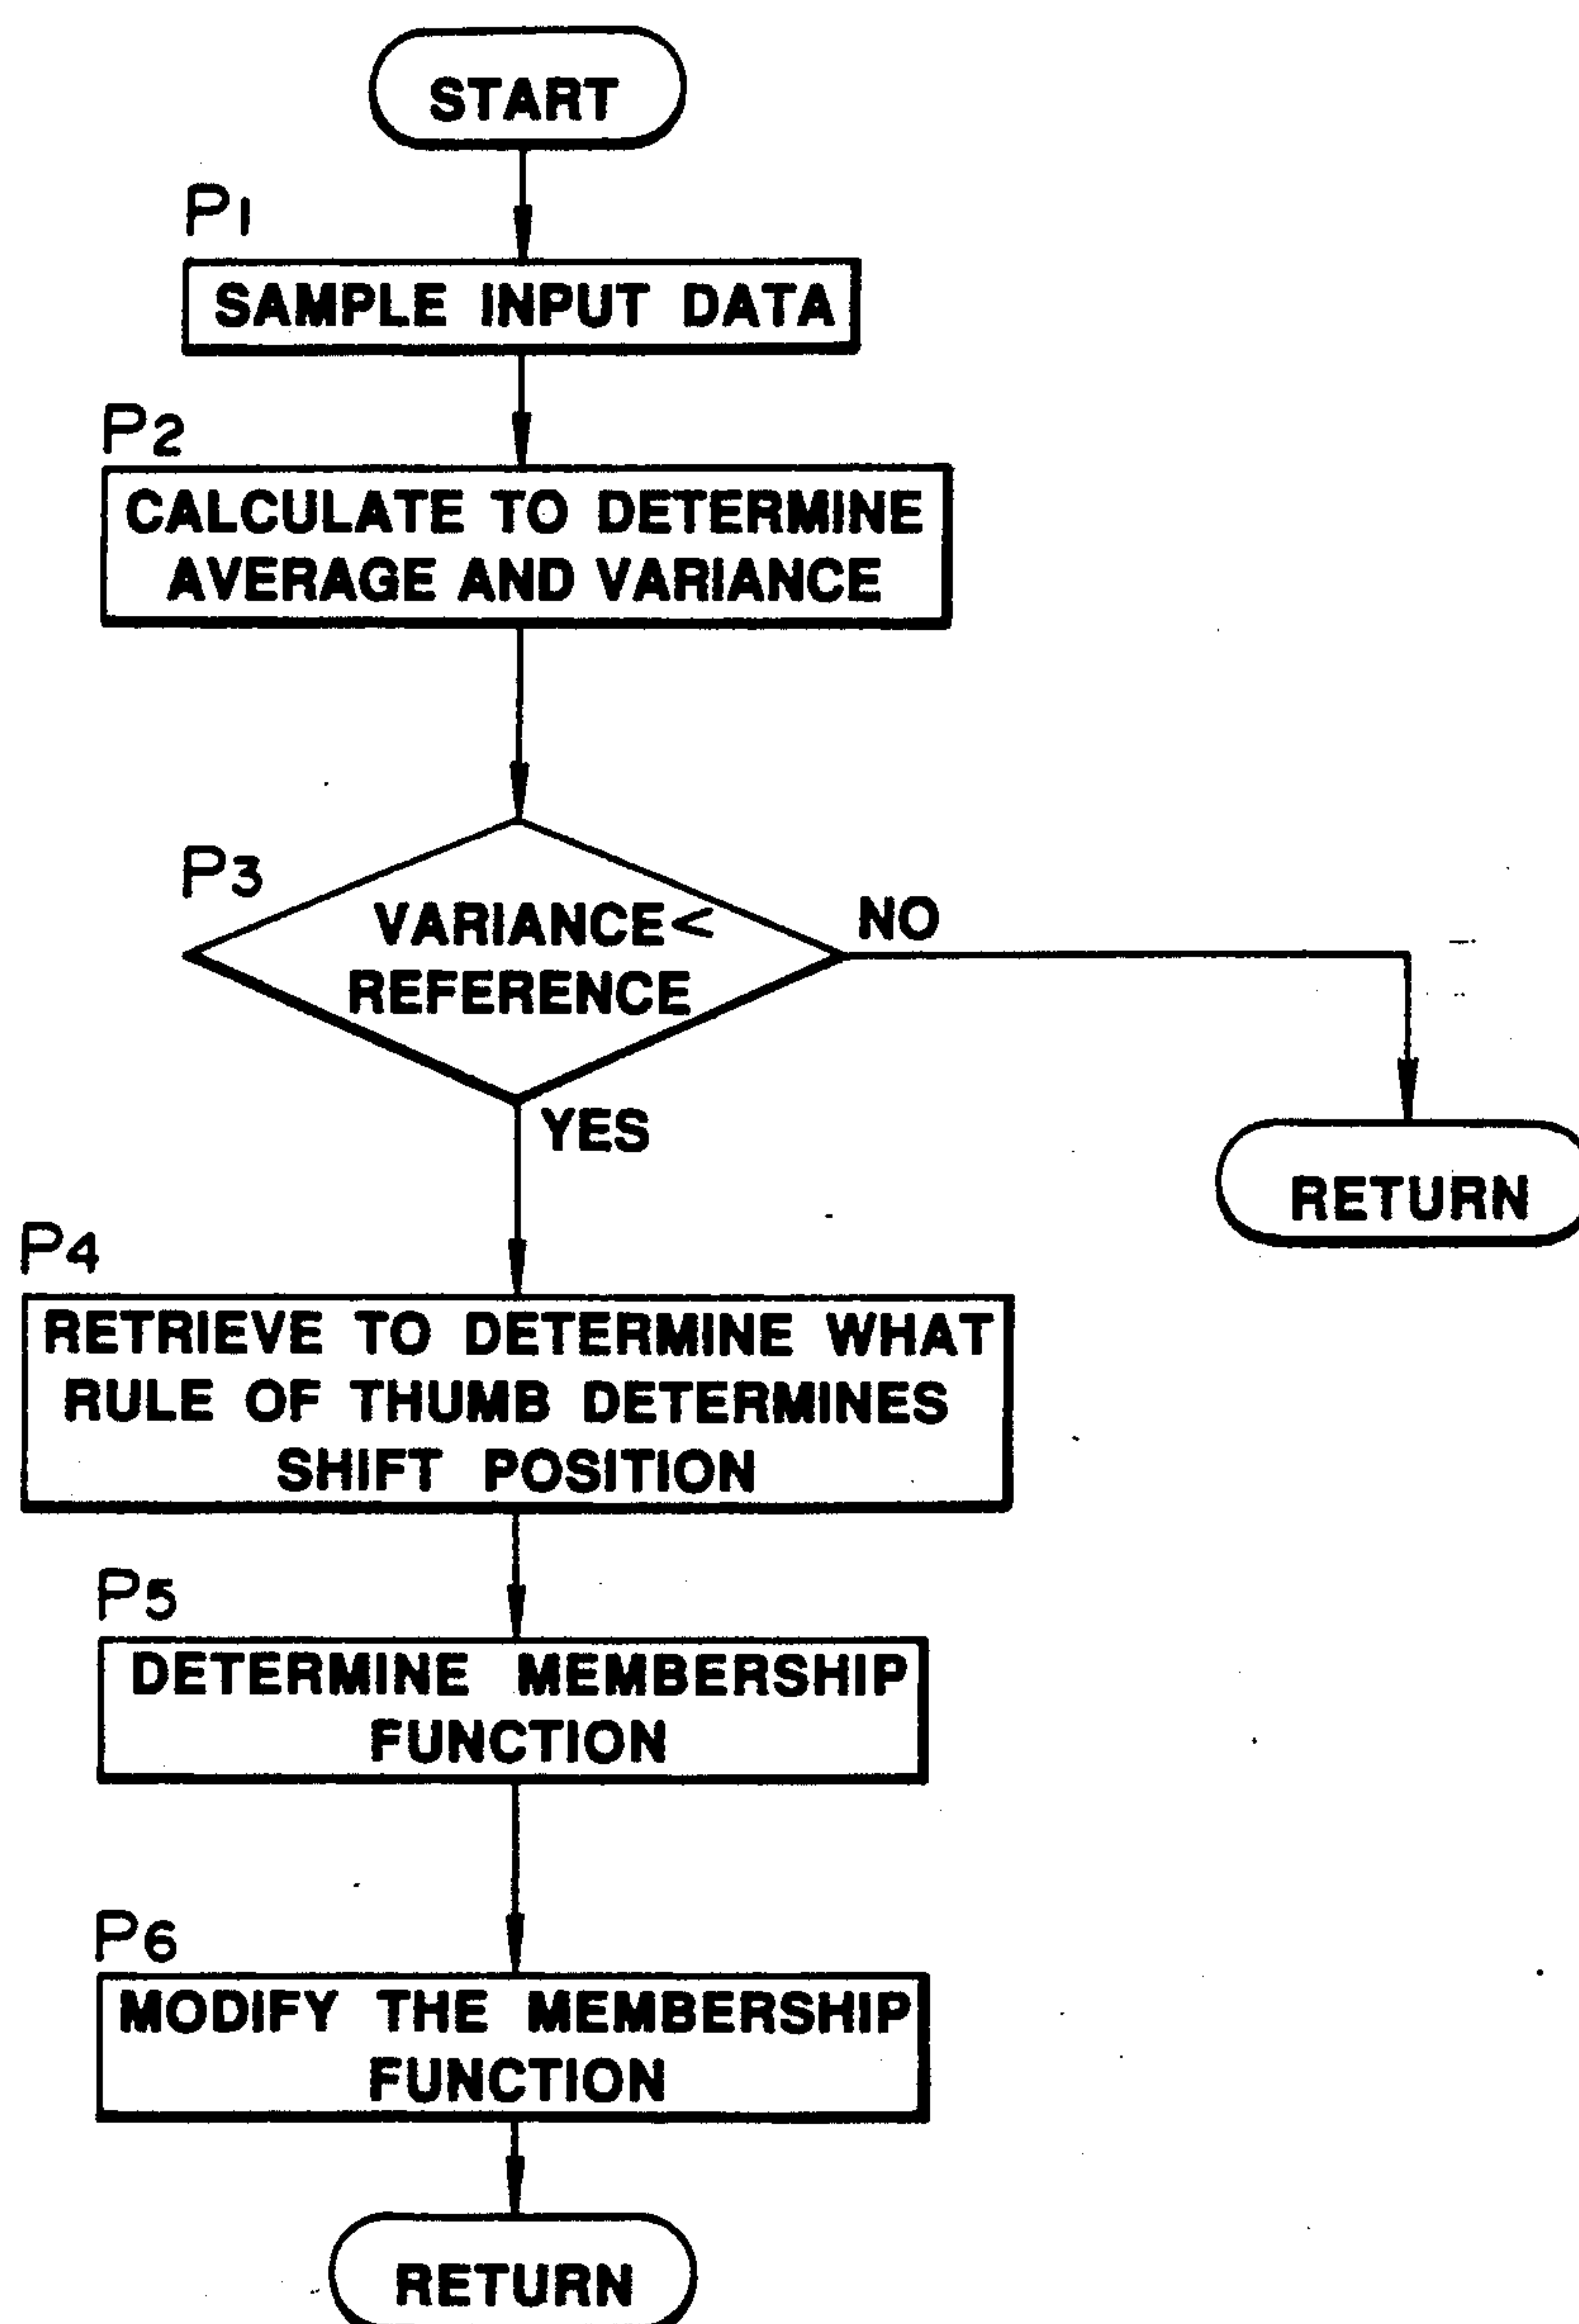 START
P1
SAMPLE INPUT DATA
P2
CALCULATE TO DETERMINE
AVERAGE AND VARIANCE
P3
VARIANCE<
REFERENCE
NO
YES
RETURN
P4
RETRIEVE TO DETERMINE WHAT
RULE OF THUMB DETERMINES
SHIFT POSITION
P5
DETERMINE MEMBERSHIP
FUNCTION
P6
MODIFY THE MEMBERSHIP
FUNCTION
RETURN